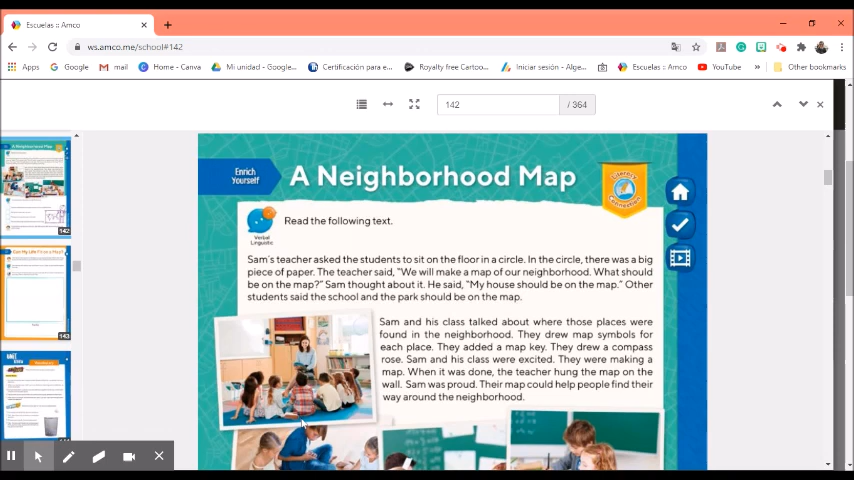 Escuelas :: Amco
ws.amco.me/school#142
Apps
Google
mail
Home - Canva
Mi unidad - Google...
Certificación para e...
Royalty free Cartoo...
Iniciar sesión - Alge...
Escuelas :: Amco
YouTube
»
Other bookmarks
142 / 364
Enrich
Yourself
A Neighborhood Map
Literacy
Connection
Verbal
Linguistic
Read the following text.
Sam's teacher asked the students to sit on the floor in a circle. In the circle, there was a big
piece of paper. The teacher said, "We will make a map of our neighborhood. What should
be on the map?" Sam thought about it. He said, "My house should be on the map." Other
students said the school and the park should be on the map.
Sam and his class talked about where those places were
found in the neighborhood. They drew map symbols for
each place. They added a map key. They drew a compass
rose. Sam and his class were excited. They were making a
map. When it was done, the teacher hung the map on the
wall. Sam was proud. Their map could help people find their
way around the neighborhood.
A Neighborhood Map
142
143